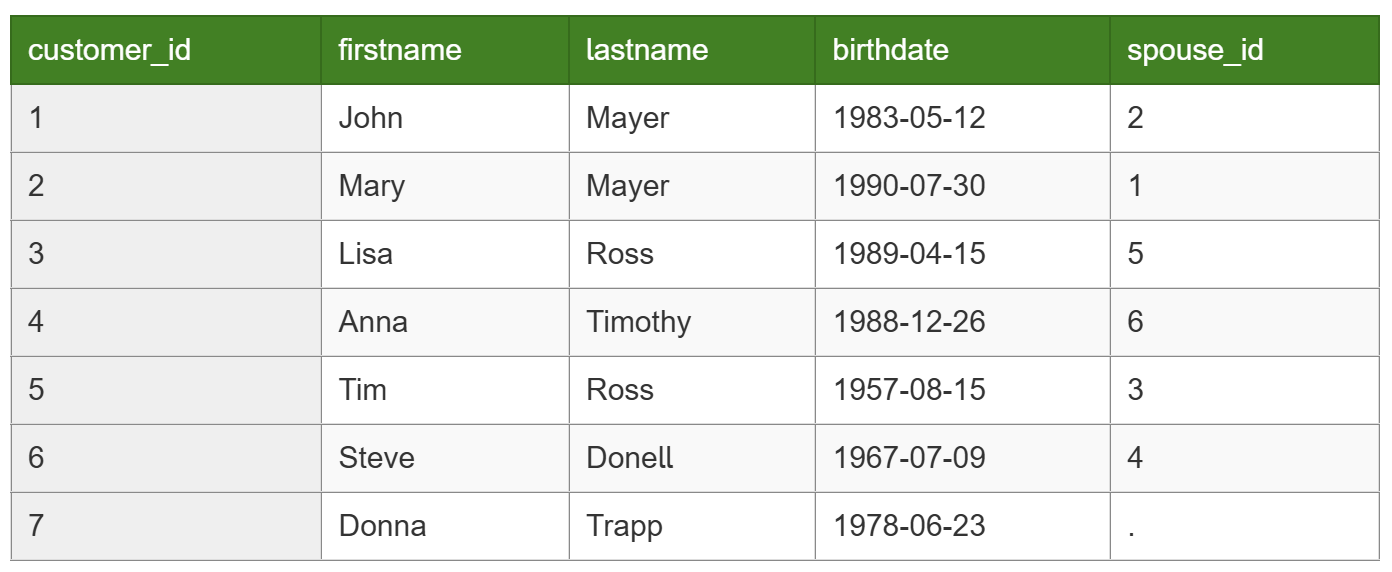 customer_id firstname lastname birthdate spouse_id
1 John Mayer 1983-05-12 2
2 Mary Mayer 1990-07-30 1
3 Lisa Ross 1989-04-15 5
4 Anna Timothy 1988-12-26 6
5 Tim Ross 1957-08-15 3
6 Steve Donell 1967-07-09 4
7 Donna Trapp 1978-06-23 .